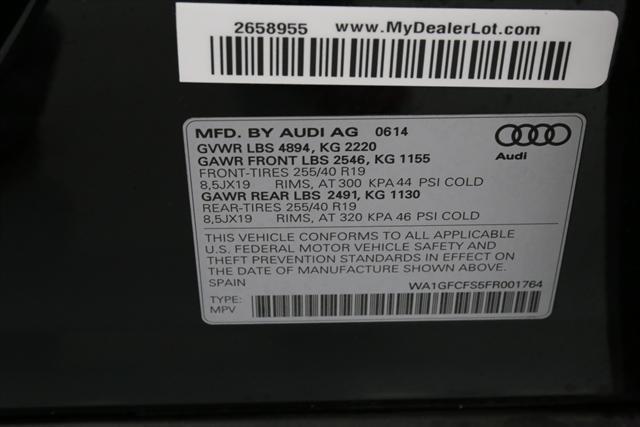 2658955 www.MyDealerLot.com
MFD. BY AUDI AG 0614
GVWR LBS 4894, KG 2220
GAWR FRONT LBS 2546, KG 1155
FRONT-TIRES 255/40 R19
8,5JX19 RIMS, AT 300 KPA 44 PSI COLD
GAWR REAR LBS 2491, KG 1130
REAR-TIRES 255/40 R19
8,5JX19 RIMS, AT 320 KPA 46 PSI COLD
Audi
THIS VEHICLE CONFORMS TO ALL APPLICABLE
U.S. FEDERAL MOTOR VEHICLE SAFETY AND
THEFT PREVENTION STANDARDS IN EFFECT ON
THE DATE OF MANUFACTURE SHOWN ABOVE.
SPAIN WA1GFCFS5FR001764
TYPE:
MPV